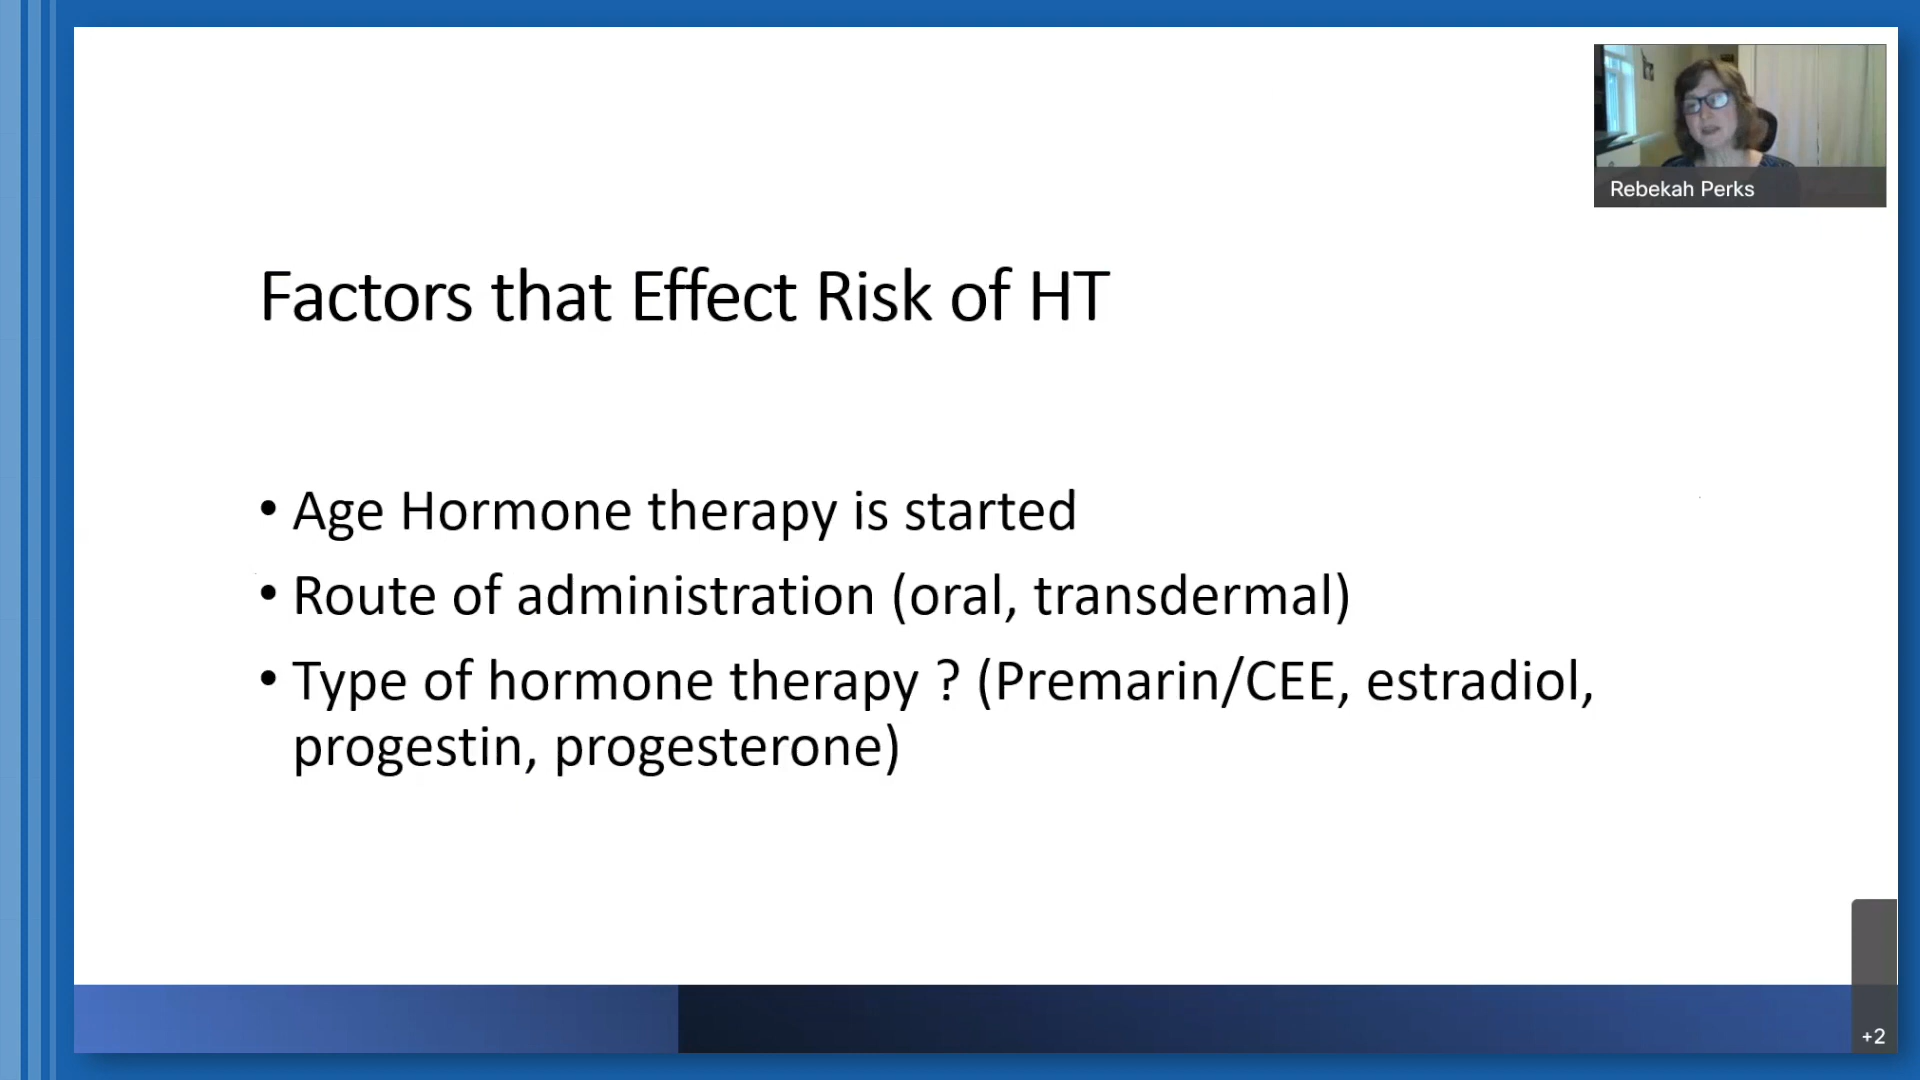 Rebekah Perks
Factors that Effect Risk of HT
• Age Hormone therapy is started
• Route of administration (oral, transdermal)
• Type of hormone therapy ? (Premarin/CEE, estradiol,
progestin, progesterone)
+2